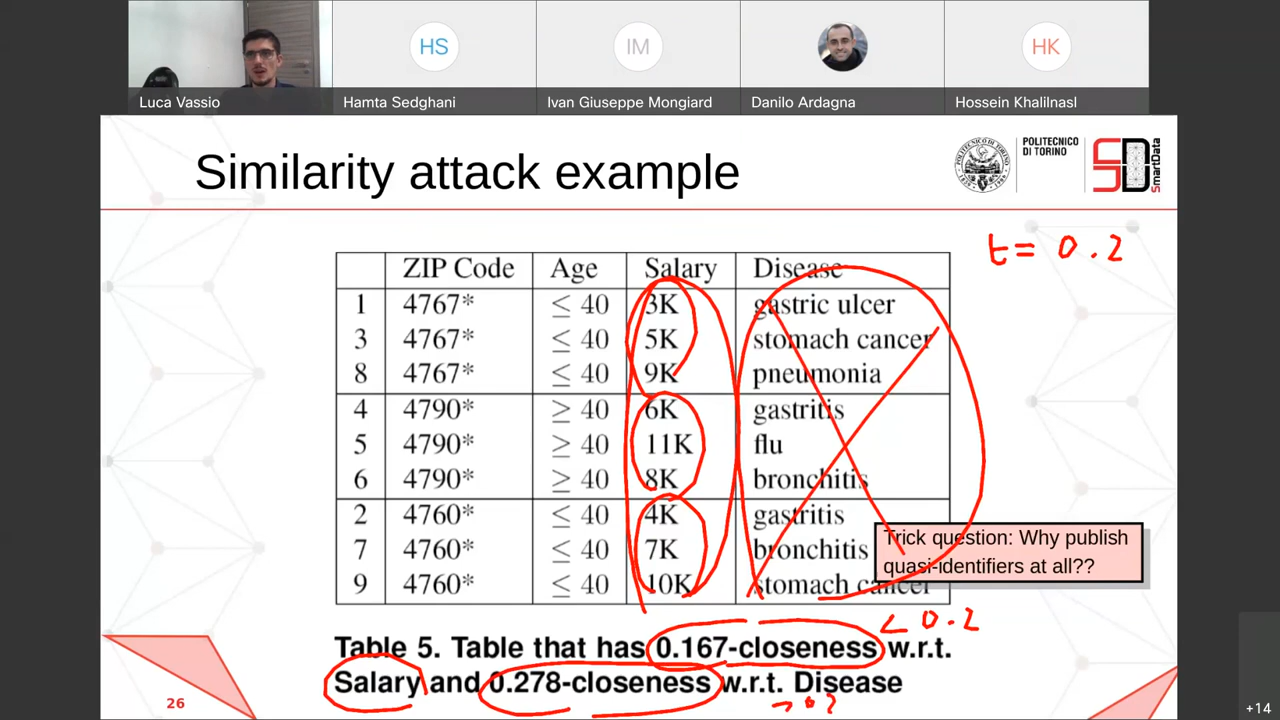 HS
IM
HK
Luca Vassio
Hamta Sedghani
Ivan Giuseppe Mongiard
Danilo Ardagna
Hossein Khalilnasl
Similarity attack example
POLITECNICO
DI TORINO
SmartData
t = 0.2
ZIP Code Age Salary Disease
1 4767* ≤ 40 3K gastric ulcer
3 4767* ≤ 40 5K stomach cancer
8 4767* ≤ 40 9K pneumonia
4 4790* ≥ 40 6K gastritis
5 4790* ≥ 40 11K flu
6 4790* ≥ 40 8K bronchitis
2 4760* ≤ 40 4K gastritis
7 4760* ≤ 40 7K bronchitis
9 4760* ≤ 40 10K stomach cancer
Trick question: Why publish
quasi-identifiers at all??
< 0.2
Table 5. Table that has 0.167-closeness w.r.t.
Salary and 0.278-closeness w.r.t. Disease
26
+14